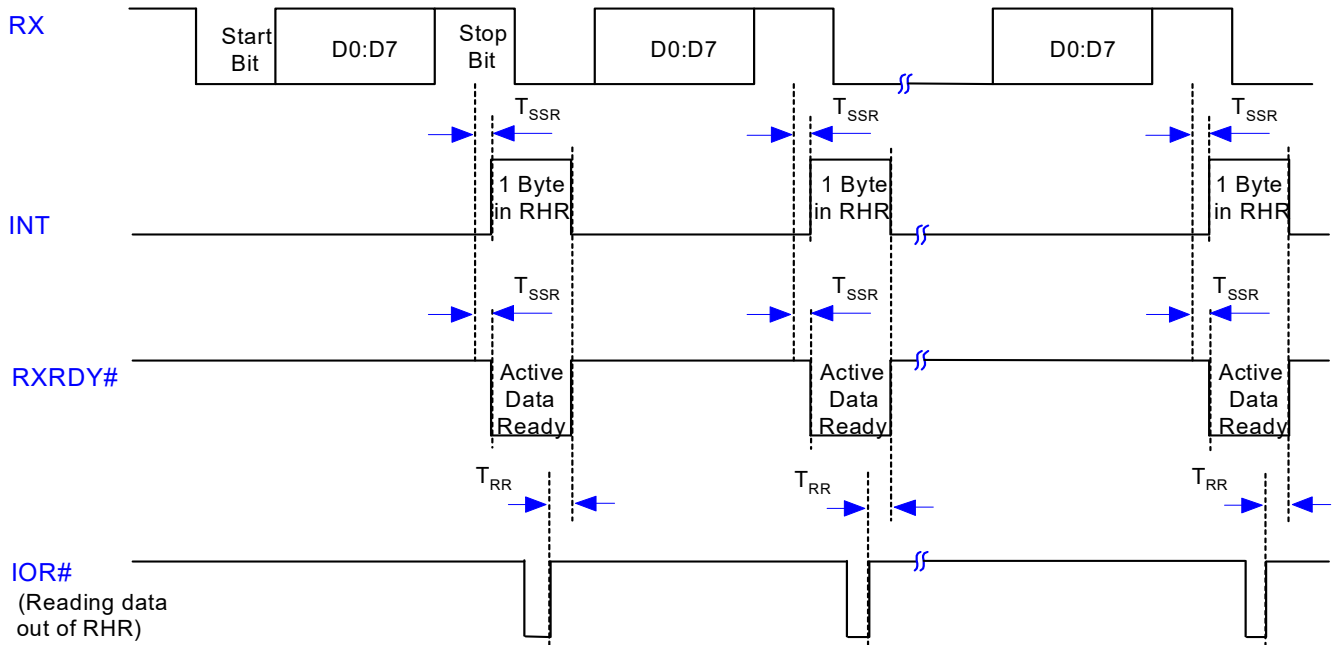 RX
Start
Bit
D0:D7
Stop
Bit
D0:D7
D0:D7
TSSR
TSSR
TSSR
INT
1 Byte
in RHR
1 Byte
in RHR
1 Byte
in RHR
TSSR
TSSR
TSSR
RXRDY#
Active
Data
Ready
Active
Data
Ready
Active
Data
Ready
TRR
TRR
TRR
IOR#
(Reading data
out of RHR)